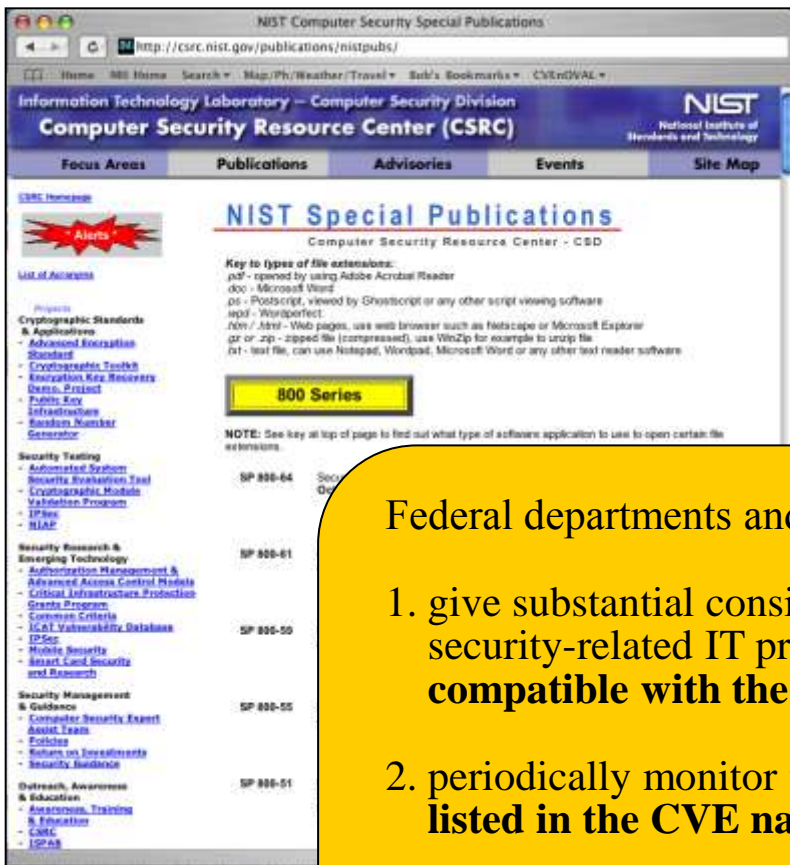 NIST Computer Security Special Publications
http://csrc.nist.gov/publications/nistpubs/
Home NIST Home Search Map/Ph/Weather/Travel Bob's Bookmarks CVEnOVAL
Information Technology Laboratory – Computer Security Division
Computer Security Resource Center (CSRC)
NIST
National Institute of
Standards and Technology
Focus Areas Publications Advisories Events Site Map
CSRC Homepage
* Alerts *
List of Acronyms
Projects
Cryptographic Standards
& Applications
- Advanced Encryption
Standard
- Cryptographic Toolkit
- Encryption Key Recovery
Demo. Project
- Public Key
Infrastructure
- Random Number
Generator
Security Testing
- Automated System
Security Evaluation Tool
- Cryptographic Module
Validation Program
- IPSec
- NIAP
Security Research &
Emerging Technology
- Authorization Management &
Advanced Access Control Models
- Critical Infrastructure Protection
Grants Program
- Common Criteria
- ICAT Vulnerability Database
- IPSec
- Mobile Security
- Smart Card Security
and Research
Security Management
& Guidance
- Computer Security Expert
Assist Team
- Policies
- Return on Investments
- Security Guidance
Outreach, Awareness
& Education
- Awareness, Training
& Education
- CSRC
- ISPAB
NIST Special Publications
Computer Security Resource Center - CSD
Key to types of file extensions:
.pdf - opened by using Adobe Acrobat Reader
.doc - Microsoft Word
.ps - Postscript, viewed by Ghostscript or any other script viewing software
.wpd - Wordperfect
.htm / .html - Web pages, use web browser such as Netscape or Microsoft Explorer
.gz or .zip - zipped file (compressed), use WinZip for example to unzip file
.txt - text file, can use Notepad, Wordpad, Microsoft Word or any other text reader software
800 Series
NOTE: See key at top of page to find out what type of software application to use to open certain file
extensions.
SP 800-64 Secu
Oc
SP 800-61
SP 800-59
SP 800-55
SP 800-51
Federal departments and
1. give substantial consi
security-related IT pr
compatible with the
2. periodically monitor
listed in the CVE na